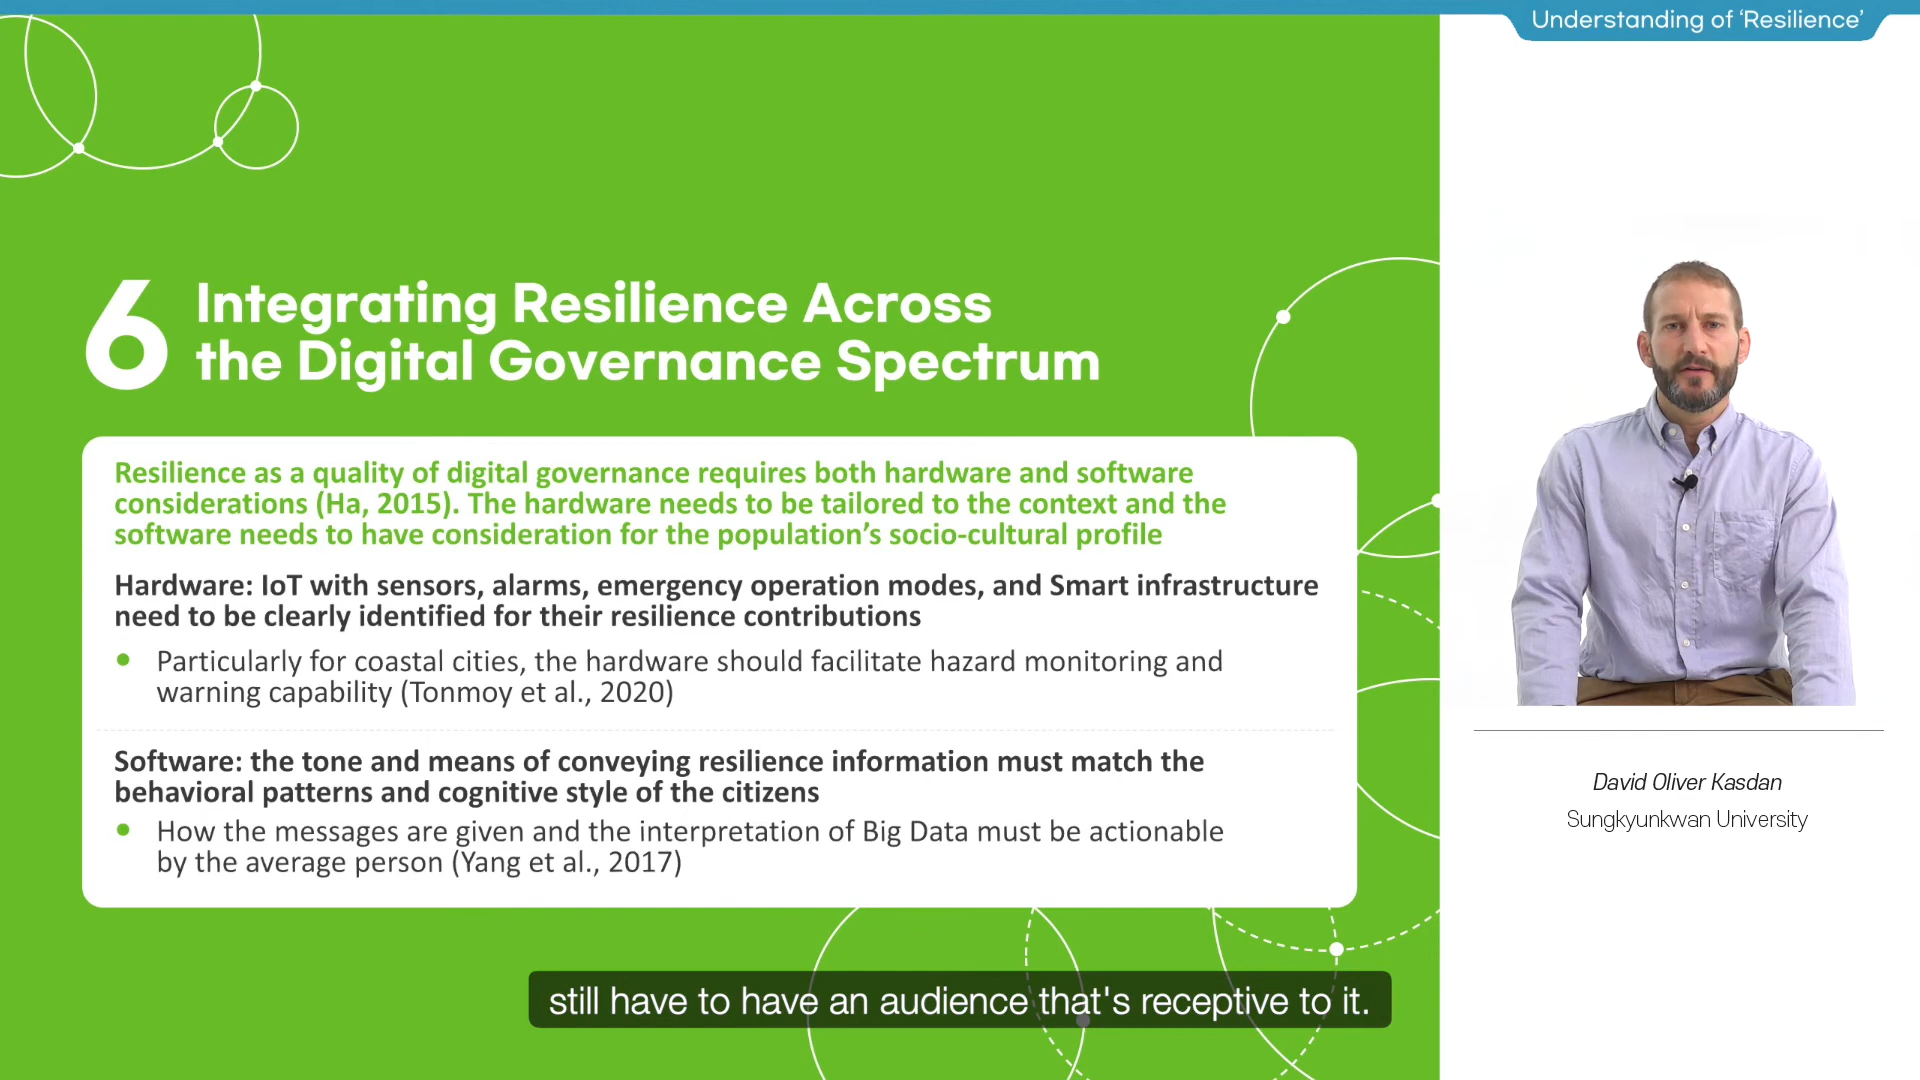 Understanding of ‘Resilience’
6 Integrating Resilience Across
the Digital Governance Spectrum
Resilience as a quality of digital governance requires both hardware and software
considerations (Ha, 2015). The hardware needs to be tailored to the context and the
software needs to have consideration for the population’s socio-cultural profile
Hardware: IoT with sensors, alarms, emergency operation modes, and Smart infrastructure
need to be clearly identified for their resilience contributions
• Particularly for coastal cities, the hardware should facilitate hazard monitoring and
warning capability (Tonmoy et al., 2020)
Software: the tone and means of conveying resilience information must match the
behavioral patterns and cognitive style of the citizens
• How the messages are given and the interpretation of Big Data must be actionable
by the average person (Yang et al., 2017)
David Oliver Kasdan
Sungkyunkwan University
still have to have an audience that's receptive to it.